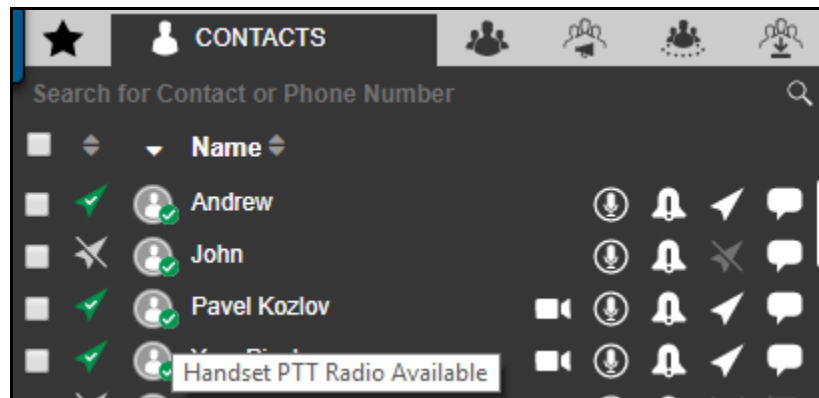 CONTACTS
Search for Contact or Phone Number
Name
Andrew
John
Pavel Kozlov
Handset PTT Radio Available